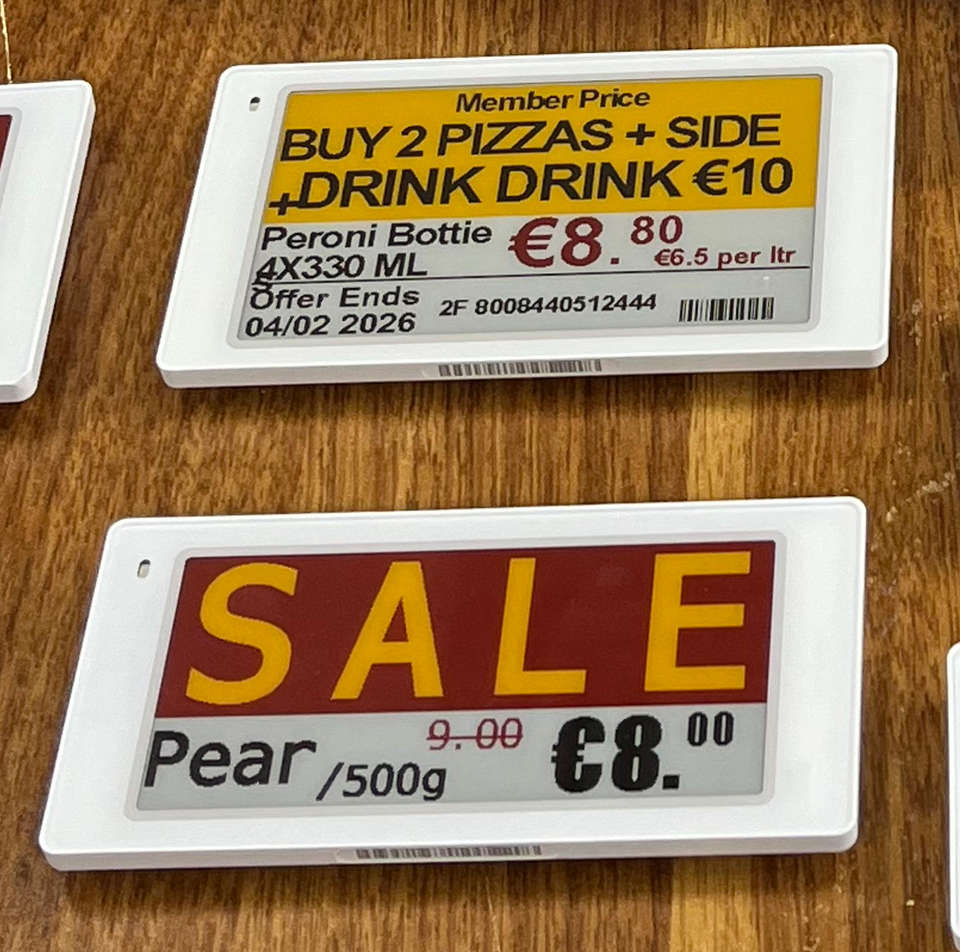 Member Price
BUY 2 PIZZAS + SIDE
+DRINK DRINK €10
Peroni Bottie
4X330 ML
€8.80
€6.5 per ltr
Offer Ends
04/02 2026
2F 8008440512444
SALE
Pear /500g
9.00
€8.00